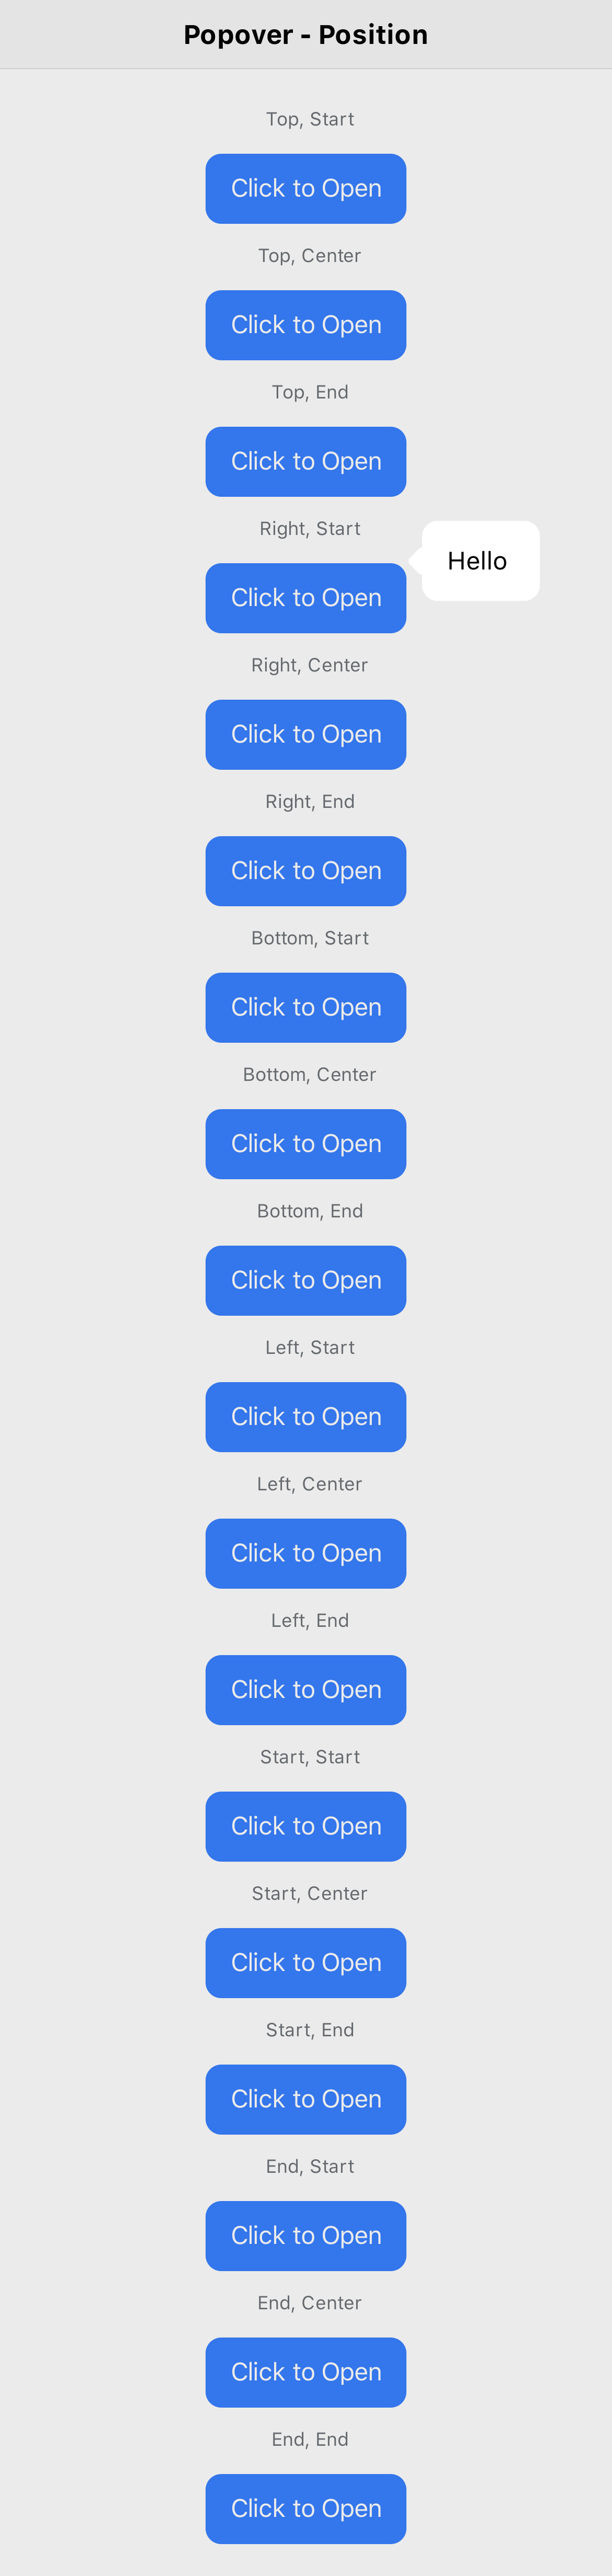 Popover - Position
Top, Start
Click to Open
Top, Center
Click to Open
Top, End
Click to Open
Right, Start
Hello
Click to Open
Right, Center
Click to Open
Right, End
Click to Open
Bottom, Start
Click to Open
Bottom, Center
Click to Open
Bottom, End
Click to Open
Left, Start
Click to Open
Left, Center
Click to Open
Left, End
Click to Open
Start, Start
Click to Open
Start, Center
Click to Open
Start, End
Click to Open
End, Start
Click to Open
End, Center
Click to Open
End, End
Click to Open